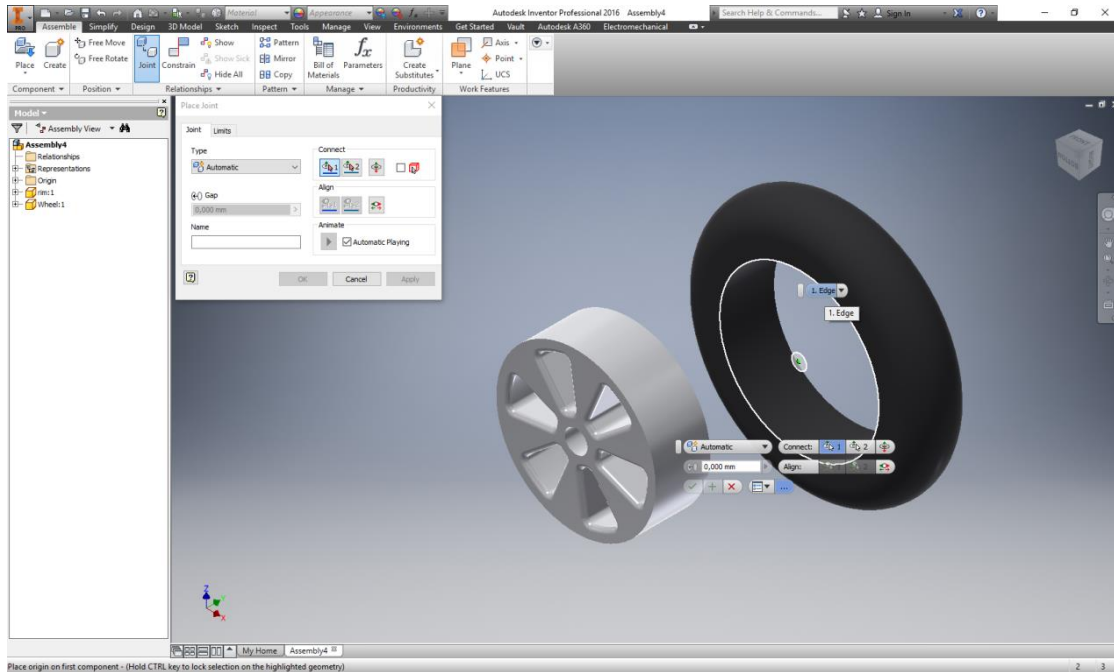 Material
Appearance
Autodesk Inventor Professional 2016 Assembly4
Search Help & Commands...
Sign In
PRO
Assemble Simplify Design 3D Model Sketch Inspect Tools Manage View Environments Get Started Vault Autodesk A360 Electromechanical
Place
Create
Free Move
Free Rotate
Joint
Constrain
Show
Show Sick
Hide All
Pattern
Mirror
Copy
Bill of
Materials
fx
Parameters
Create
Substitutes
Plane
Axis
Point
UCS
Component Position Relationships Pattern Manage Productivity Work Features
Model
Assembly View
Assembly4
Relationships
Representations
Origin
rim:1
Wheel:1
Place Joint
Joint Limits
Type
Automatic
Gap
0,000 mm
Name
Connect
1 2
Align
Animate
Automatic Playing
OK Cancel Apply
1. Edge
1. Edge
Automatic Connect: 1 2
0,000 mm Align:
Z
Y
X
My Home Assembly4
Place origin on first component - (Hold CTRL key to lock selection on the highlighted geometry)
2 3